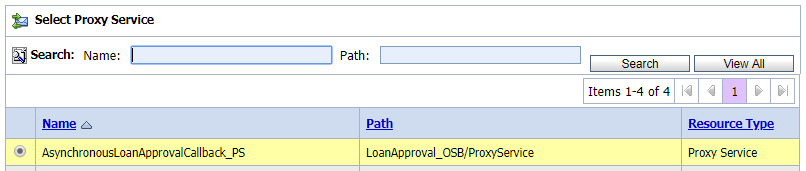 Select Proxy Service
Search: Name: Path: Search View All
Items 1-4 of 4 1
Name Path Resource Type
AsynchronousLoanApprovalCallback_PS LoanApproval_OSB/ProxyService Proxy Service